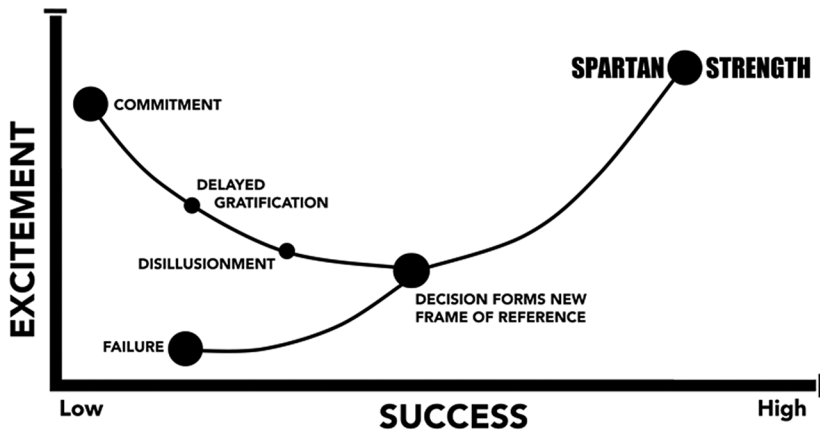 SPARTAN STRENGTH
COMMITMENT
DELAYED
GRATIFICATION
DISILLUSIONMENT
DECISION FORMS NEW
FRAME OF REFERENCE
FAILURE
EXCITEMENT
Low
SUCCESS
High